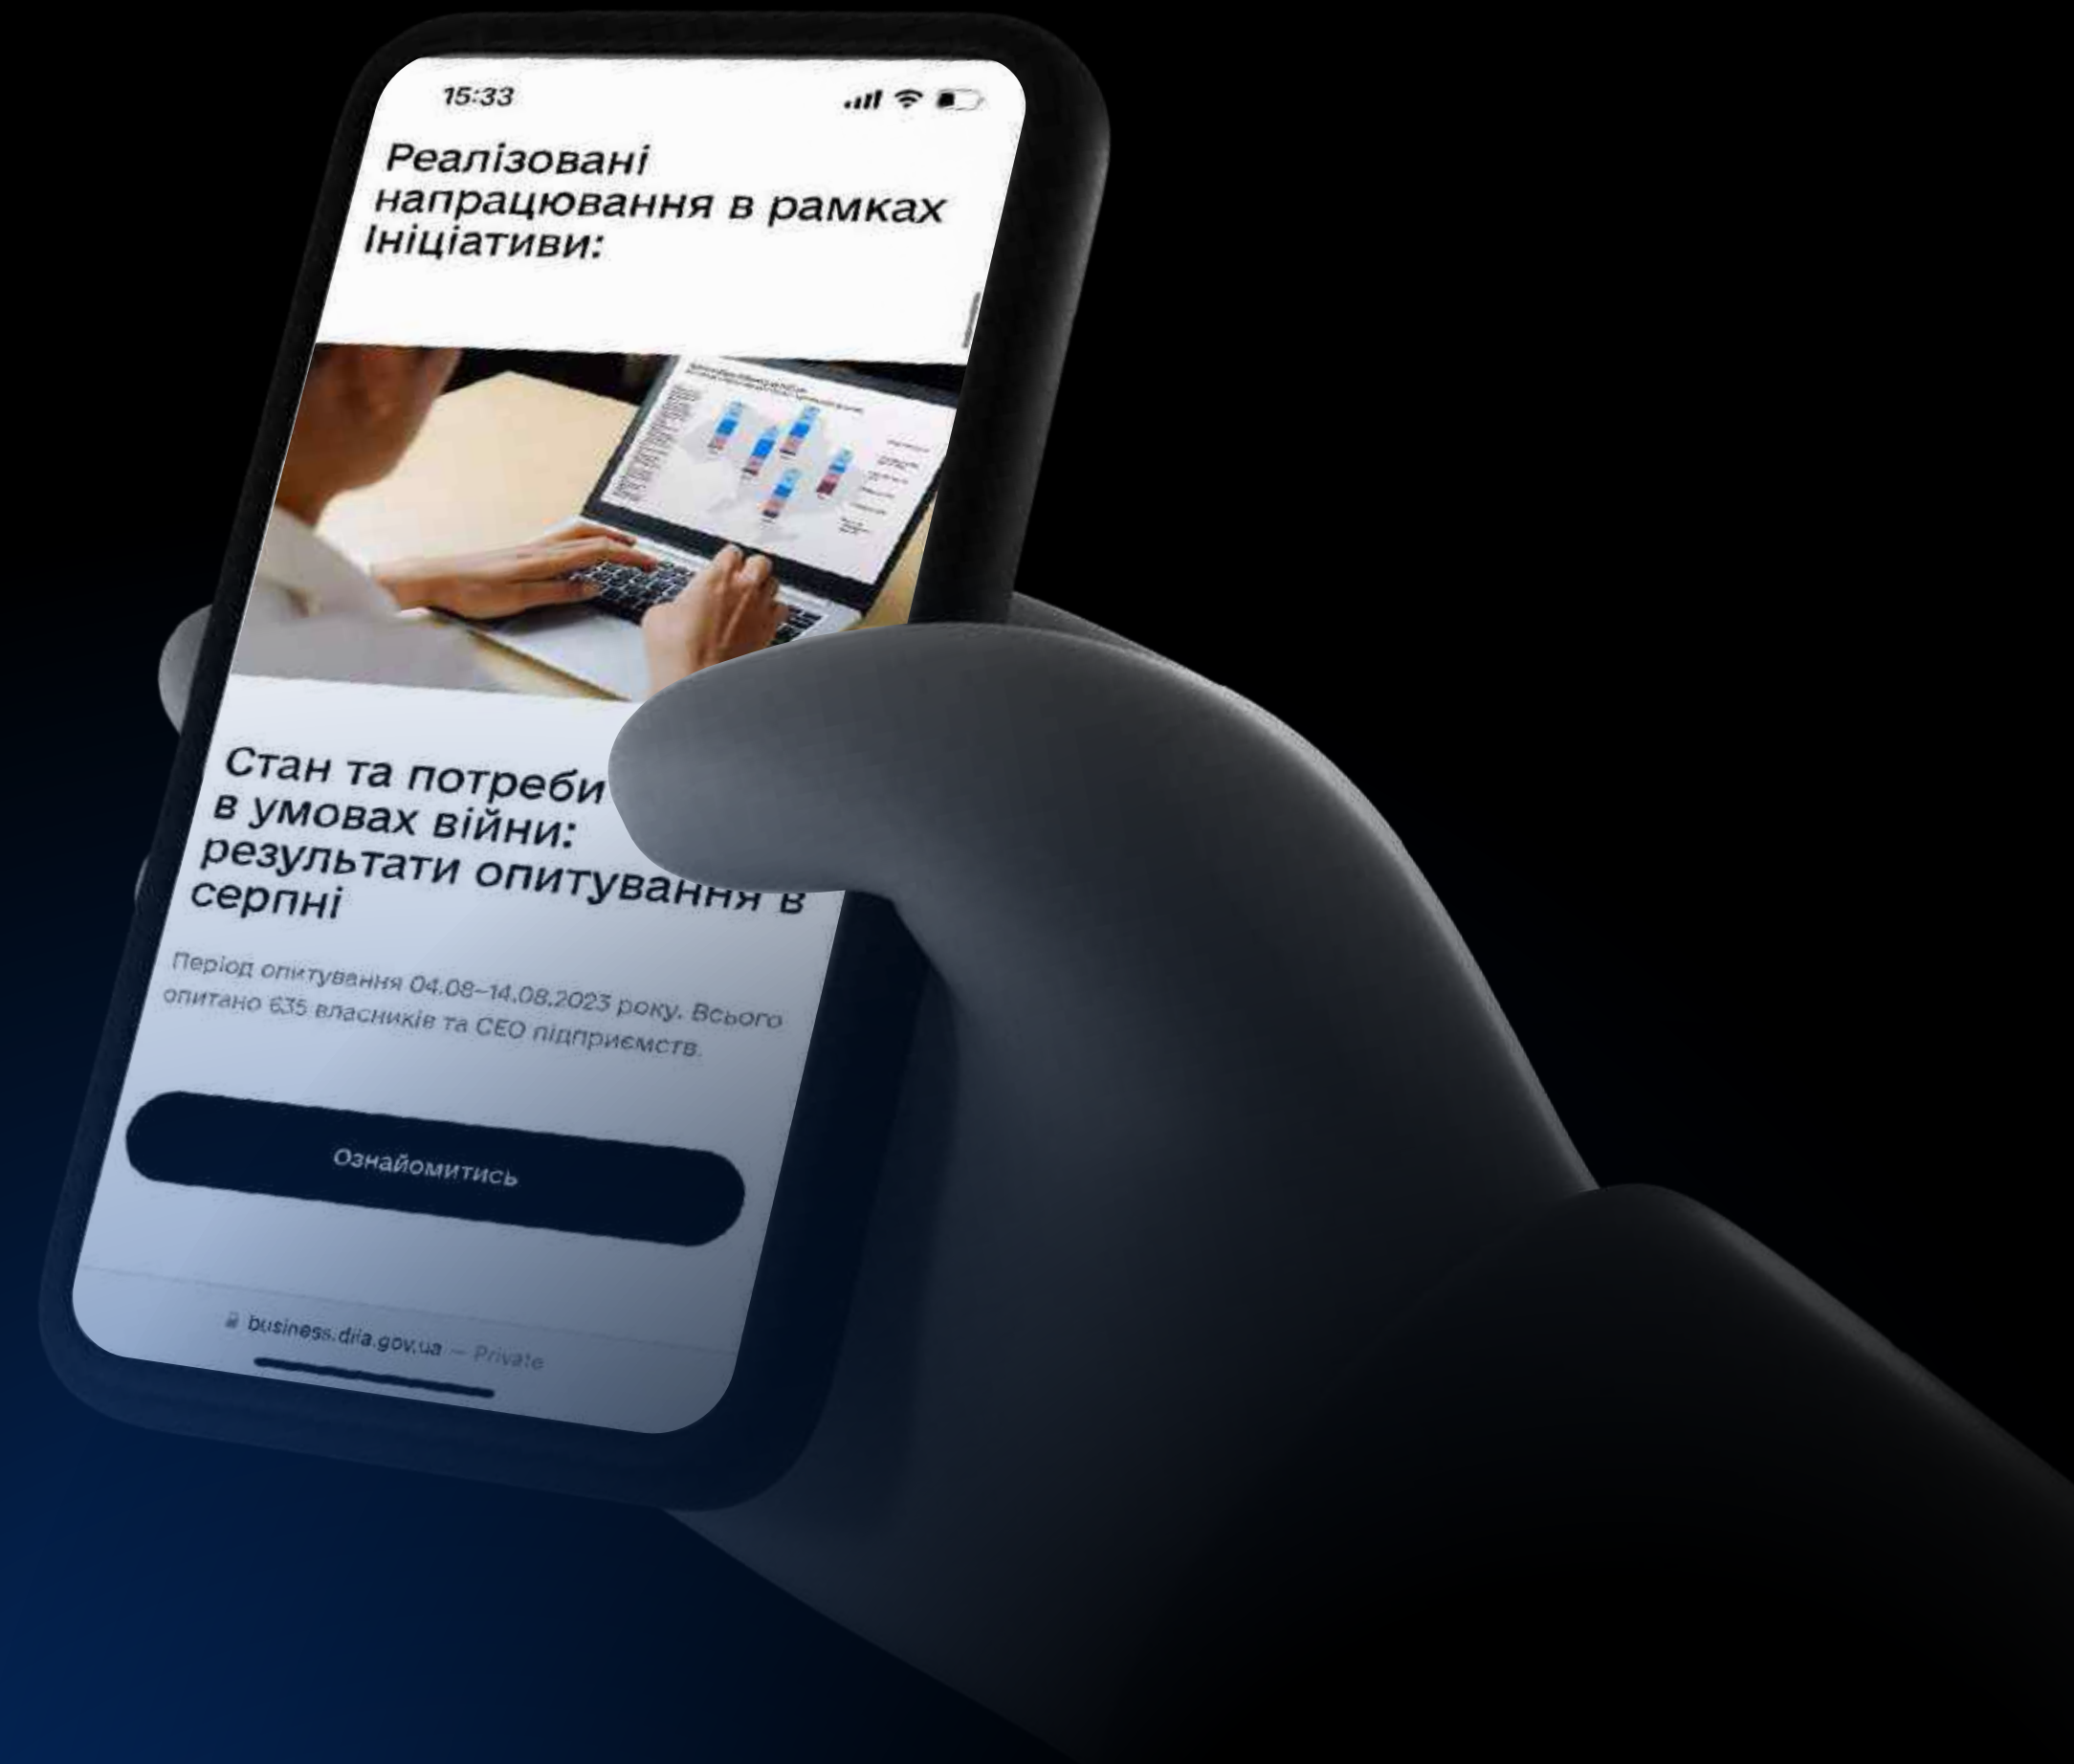 15:33
Реалізовані
напрацювання в рамках
Ініціативи:
Стан та потреби
в умовах війни:
результати опитування в
серпні
Період опитування 04.08–14.08.2023 року. Всього
опитано 635 власників та CEO підприємств.
Ознайомитись
business.diia.gov.ua — Private